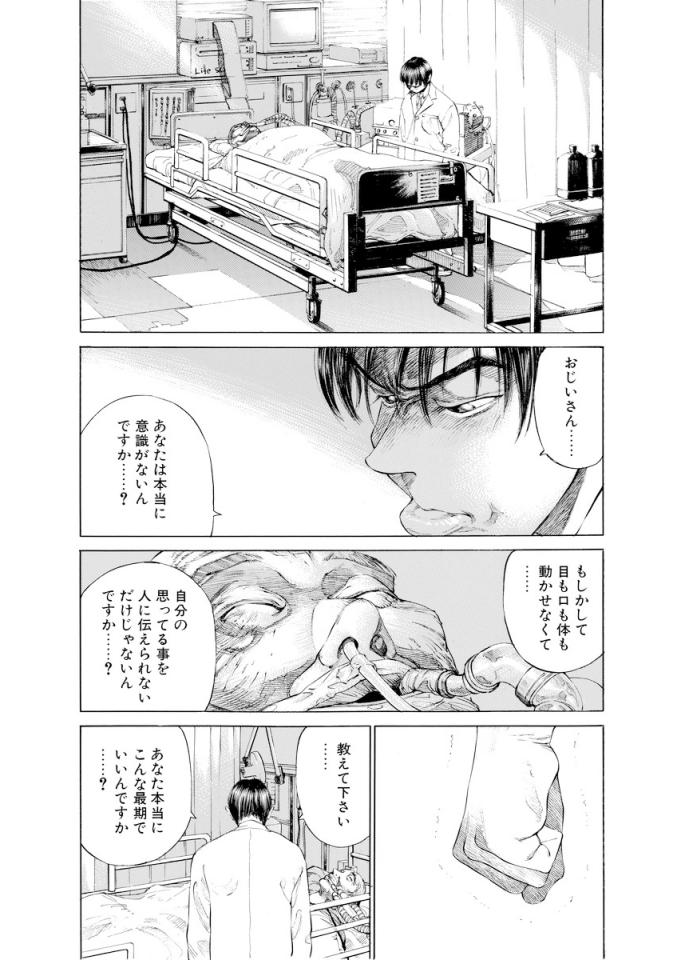 Life s
おじいさん
……
あなたは本当に
意識がないん
ですか……？
もしかして
目も口も体も
動かせなくて
……
自分の
思ってる事を
人に伝えられない
だけじゃないん
ですか……？
教えて下さい
……
あなた本当に
こんな最期で
いいんですか
……？